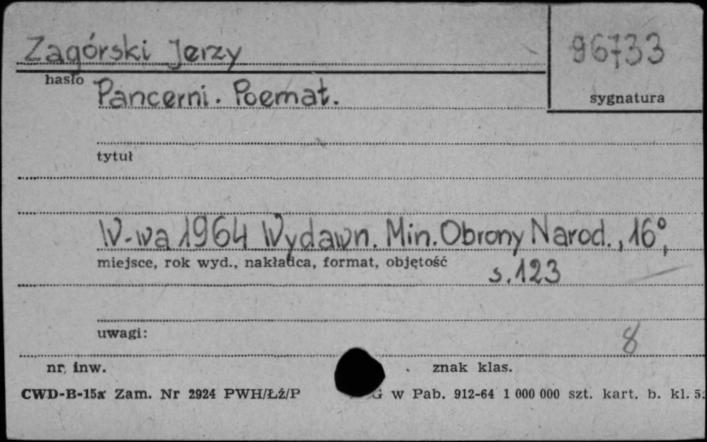 Zagórski Jerzy
96733
hasło
sygnatura
Pancerni. Poemat.
tytuł
W-wa 1964 Wydawn. Min. Obrony Narod., 16°,
miejsce, rok wyd., nakładca, format, objętość
s. 123
uwagi:
8
nr. inw.
znak klas.
CWD-B-15a Zam. Nr 2924 PWH/ŁŻ/P G w Pab. 912-64 1 000 000 szt. kart. b. kl. 5: